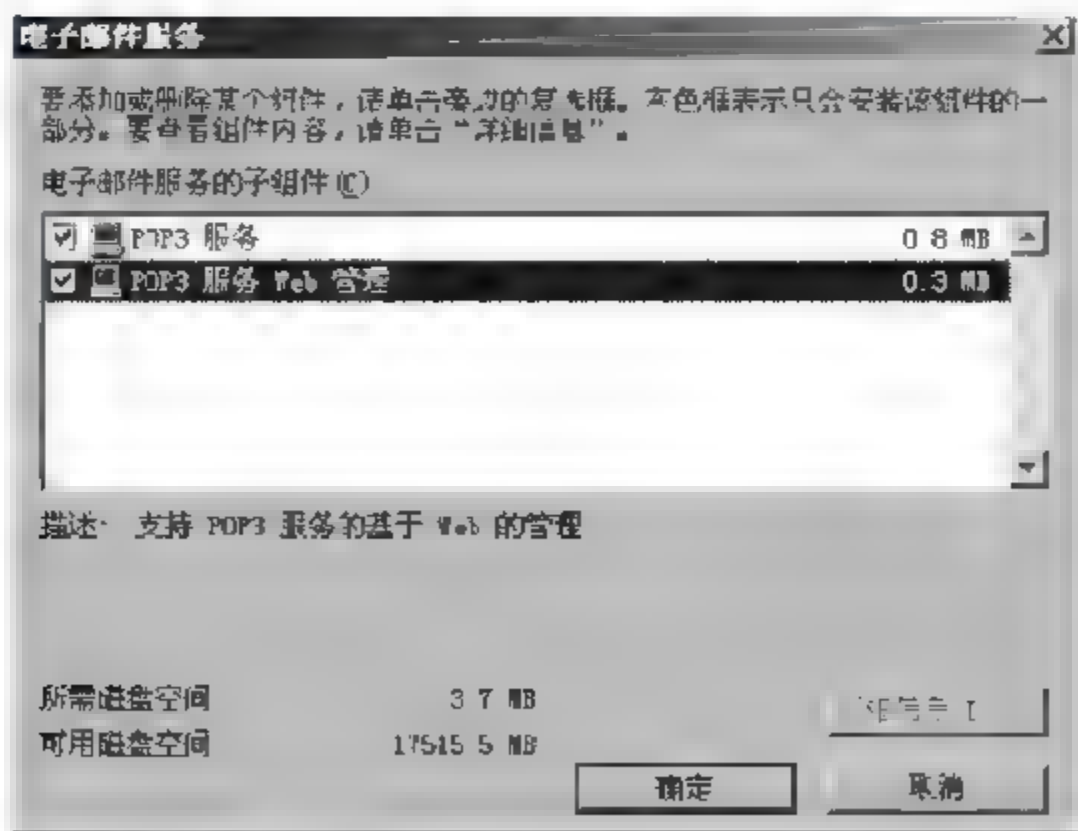 电子邮件服务
要添加或删除某个组件，请单击旁边的复选框。灰色框表示只会安装该组件的一
部分。要查看组件内容，请单击“详细信息”。
电子邮件服务的子组件(C)
POP3 服务 0.8 MB
POP3 服务 Web 管理 0.3 MB
描述: 支持 POP3 服务的基于 Web 的管理
所需磁盘空间 3.7 MB
可用磁盘空间 17515.5 MB
确定 取消